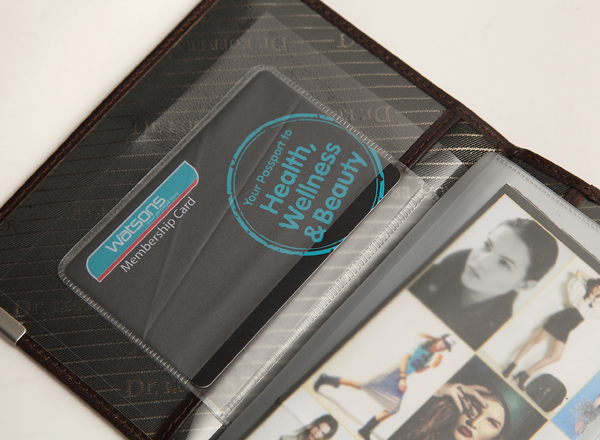 watsons
Membership Card
Your Passport to
Health,
Wellness
& Beauty